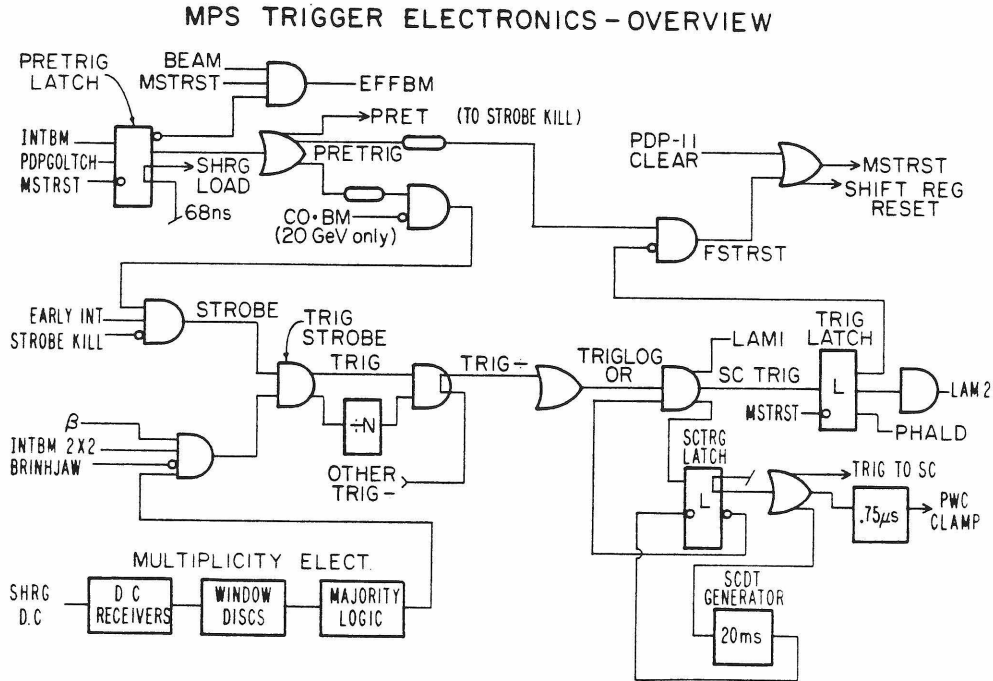 MPS TRIGGER ELECTRONICS - OVERVIEW
PRETRIG
LATCH
BEAM
MSTRST
EFFBM
INTBM
PDPGOLTCH
MSTRST
PRET (TO STROBE KILL)
PRETRIG
SHRG
LOAD
68ns
CO•BM
(20 GeV only)
PDP-11
CLEAR
MSTRST
SHIFT REG
RESET
FSTRST
EARLY INT
STROBE KILL
STROBE
TRIG
STROBE
TRIG
÷N
OTHER
TRIG-
TRIG÷
TRIGLOG
OR
LAM1
SC TRIG
TRIG
LATCH
L
MSTRST
LAM2
PHALD
β
INTBM 2X2
BRINHJAW
SCTRG
LATCH
L
TRIG TO SC
.75μs
PWC
CLAMP
SCDT
GENERATOR
20ms
MULTIPLICITY ELECT.
SHRG
D.C
D C
RECEIVERS
WINDOW
DISCS
MAJORITY
LOGIC